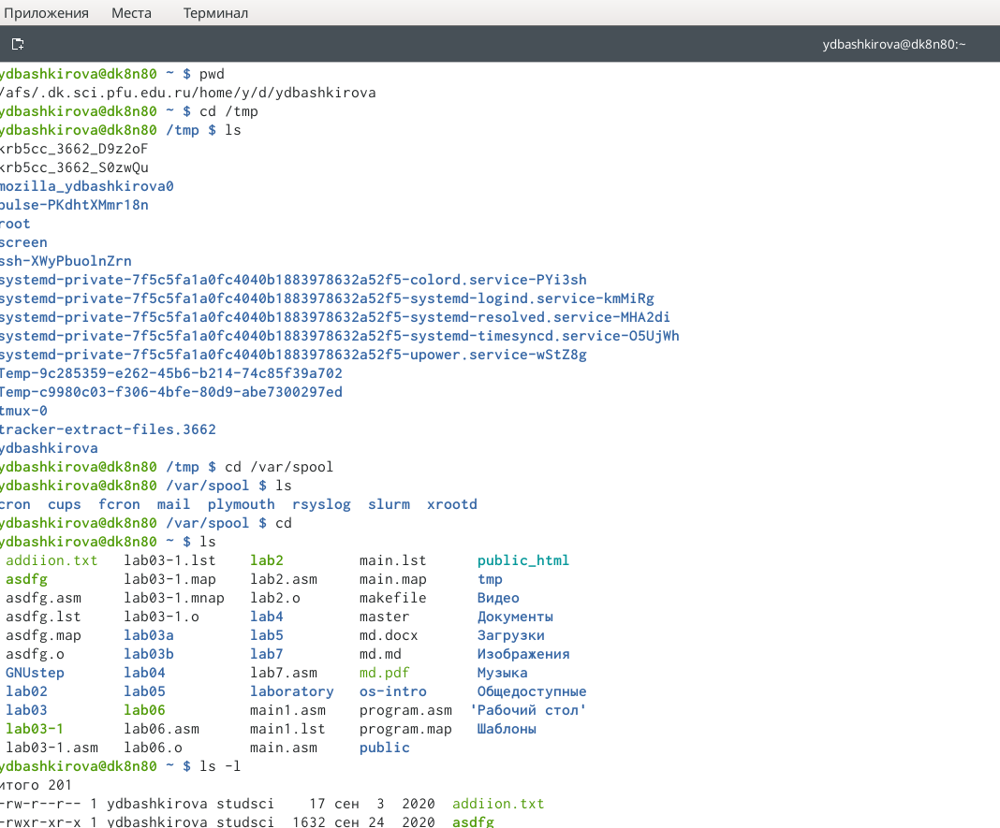 Приложения Места Терминал
ydbashkirova@dk8n80:~
ydbashkirova@dk8n80 ~ $ pwd
/afs/.dk.sci.pfu.edu.ru/home/y/d/ydbashkirova
ydbashkirova@dk8n80 ~ $ cd /tmp
ydbashkirova@dk8n80 /tmp $ ls
krb5cc_3662_D9z2oF
krb5cc_3662_S0zwQu
mozilla_ydbashkirova0
pulse-PKdhtXMmr18n
root
screen
ssh-XWyPbuolnZrn
systemd-private-7f5c5fa1a0fc4040b1883978632a52f5-colord.service-PYi3sh
systemd-private-7f5c5fa1a0fc4040b1883978632a52f5-systemd-logind.service-kmMiRg
systemd-private-7f5c5fa1a0fc4040b1883978632a52f5-systemd-resolved.service-MHA2di
systemd-private-7f5c5fa1a0fc4040b1883978632a52f5-systemd-timesyncd.service-O5UjWh
systemd-private-7f5c5fa1a0fc4040b1883978632a52f5-upower.service-wStZ8g
Temp-9c285359-e262-45b6-b214-74c85f39a702
Temp-c9980c03-f306-4bfe-80d9-abe7300297ed
tmux-0
tracker-extract-files.3662
ydbashkirova
ydbashkirova@dk8n80 /tmp $ cd /var/spool
ydbashkirova@dk8n80 /var/spool $ ls
cron cups fcron mail plymouth rsyslog slurm xrootd
ydbashkirova@dk8n80 /var/spool $ cd
ydbashkirova@dk8n80 ~ $ ls
addiion.txt lab03-1.lst lab2 main.lst public_html
asdfg lab03-1.map lab2.asm main.map tmp
asdfg.asm lab03-1.mnap lab2.o makefile Видео
asdfg.lst lab03-1.o lab4 master Документы
asdfg.map lab03a lab5 md.docx Загрузки
asdfg.o lab03b lab7 md.md Изображения
GNUstep lab04 lab7.asm md.pdf Музыка
lab02 lab05 laboratory os-intro Общедоступные
lab03 lab06 main1.asm program.asm 'Рабочий стол'
lab03-1 lab06.asm main1.lst program.map Шаблоны
lab03-1.asm lab06.o main.asm public
ydbashkirova@dk8n80 ~ $ ls -l
итого 201
-rw-r--r-- 1 ydbashkirova studsci 17 сен 3 2020 addiion.txt
-rwxr-xr-x 1 ydbashkirova studsci 1632 сен 24 2020 asdfg